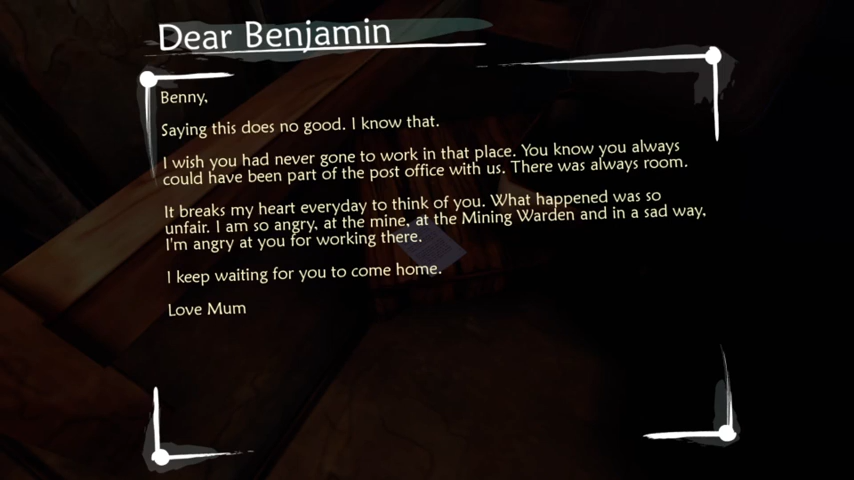 Dear Benjamin
Benny,
Saying this does no good. I know that.
I wish you had never gone to work in that place. You know you always
could have been part of the post office with us. There was always room.
It breaks my heart everyday to think of you. What happened was so
unfair. I am so angry, at the mine, at the Mining Warden and in a sad way,
I'm angry at you for working there.
I keep waiting for you to come home.
Love Mum